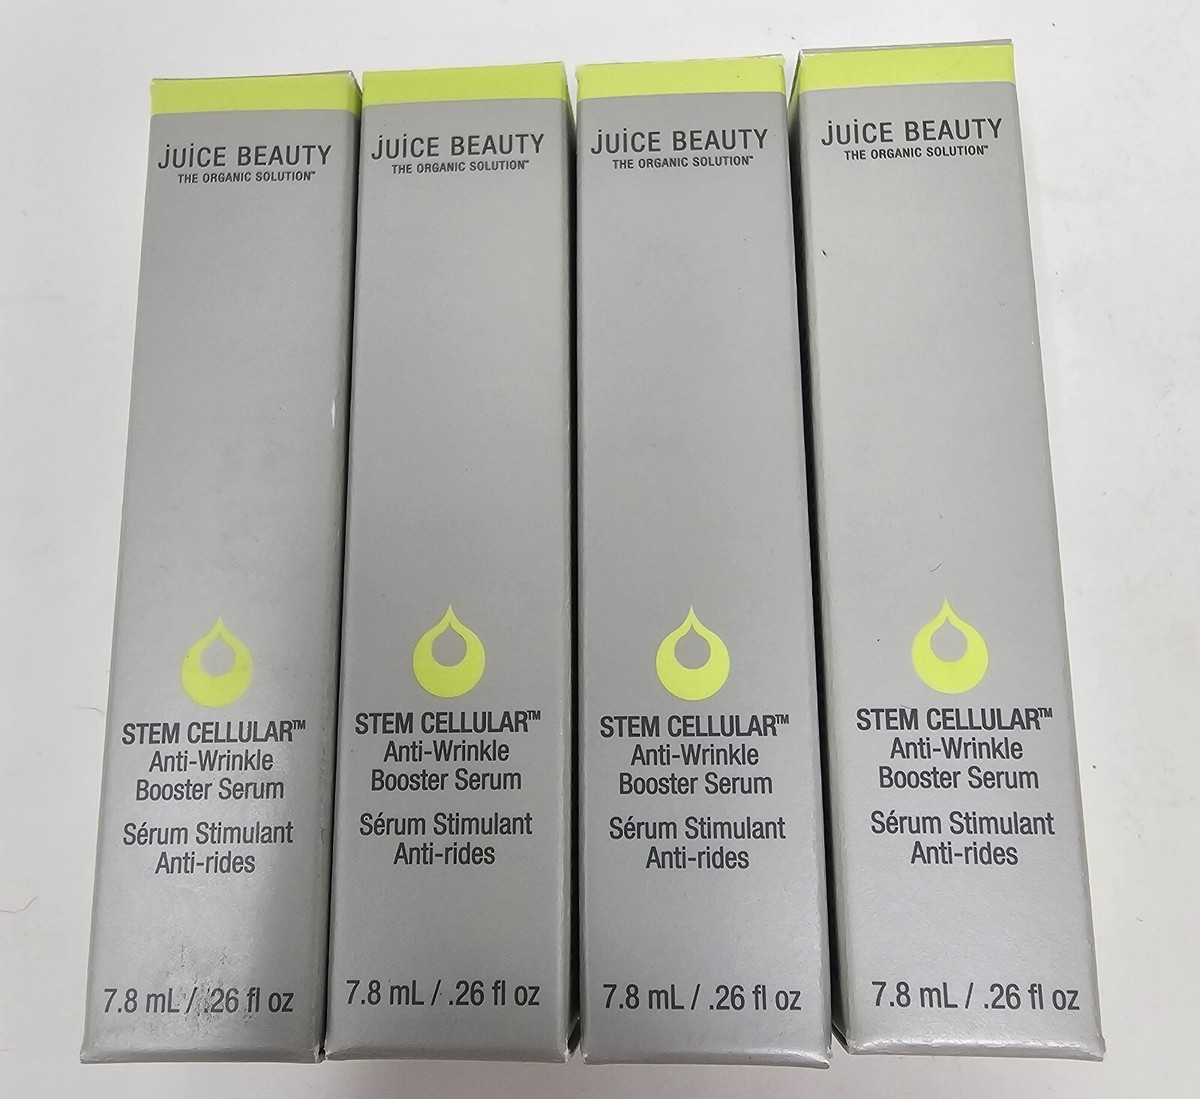 juice BEAUTY
THE ORGANIC SOLUTION™
STEM CELLULAR™
Anti-Wrinkle
Booster Serum
Sérum Stimulant
Anti-rides
7.8 mL / .26 fl oz
juice BEAUTY
THE ORGANIC SOLUTION™
STEM CELLULAR™
Anti-Wrinkle
Booster Serum
Sérum Stimulant
Anti-rides
7.8 mL / .26 fl oz
juice BEAUTY
THE ORGANIC SOLUTION™
STEM CELLULAR™
Anti-Wrinkle
Booster Serum
Sérum Stimulant
Anti-rides
7.8 mL / .26 fl oz
juice BEAUTY
THE ORGANIC SOLUTION™
STEM CELLULAR™
Anti-Wrinkle
Booster Serum
Sérum Stimulant
Anti-rides
7.8 mL / .26 fl oz